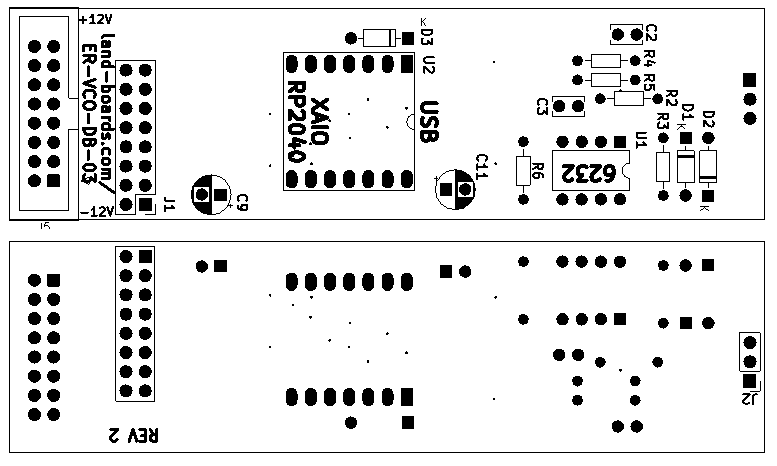 +12V
land-boards.com/
ER-VCO-DB-03
-12V
J1
C9
K
D3
U2
XAIO
RP2040
USB
C11
C2
R4
R5
R2
C3
D1
D2
K
R3
U1
R6
6232
K
J2
REV 2